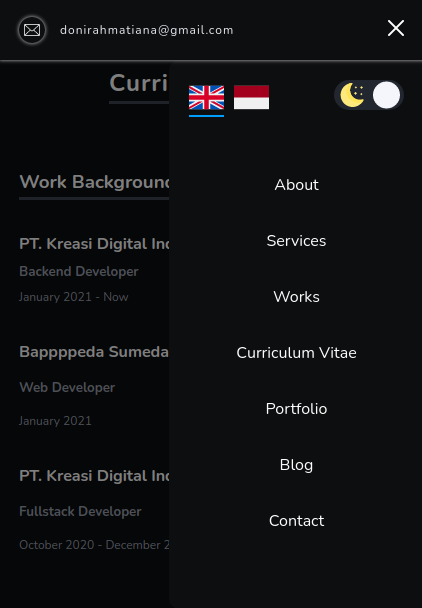 donirahmatiana@gmail.com
Curri
Work Background
PT. Kreasi Digital Ind
Backend Developer
January 2021 - Now
Bappppeda Sumeda
Web Developer
January 2021
PT. Kreasi Digital Ind
Fullstack Developer
October 2020 - December 2
About
Services
Works
Curriculum Vitae
Portfolio
Blog
Contact